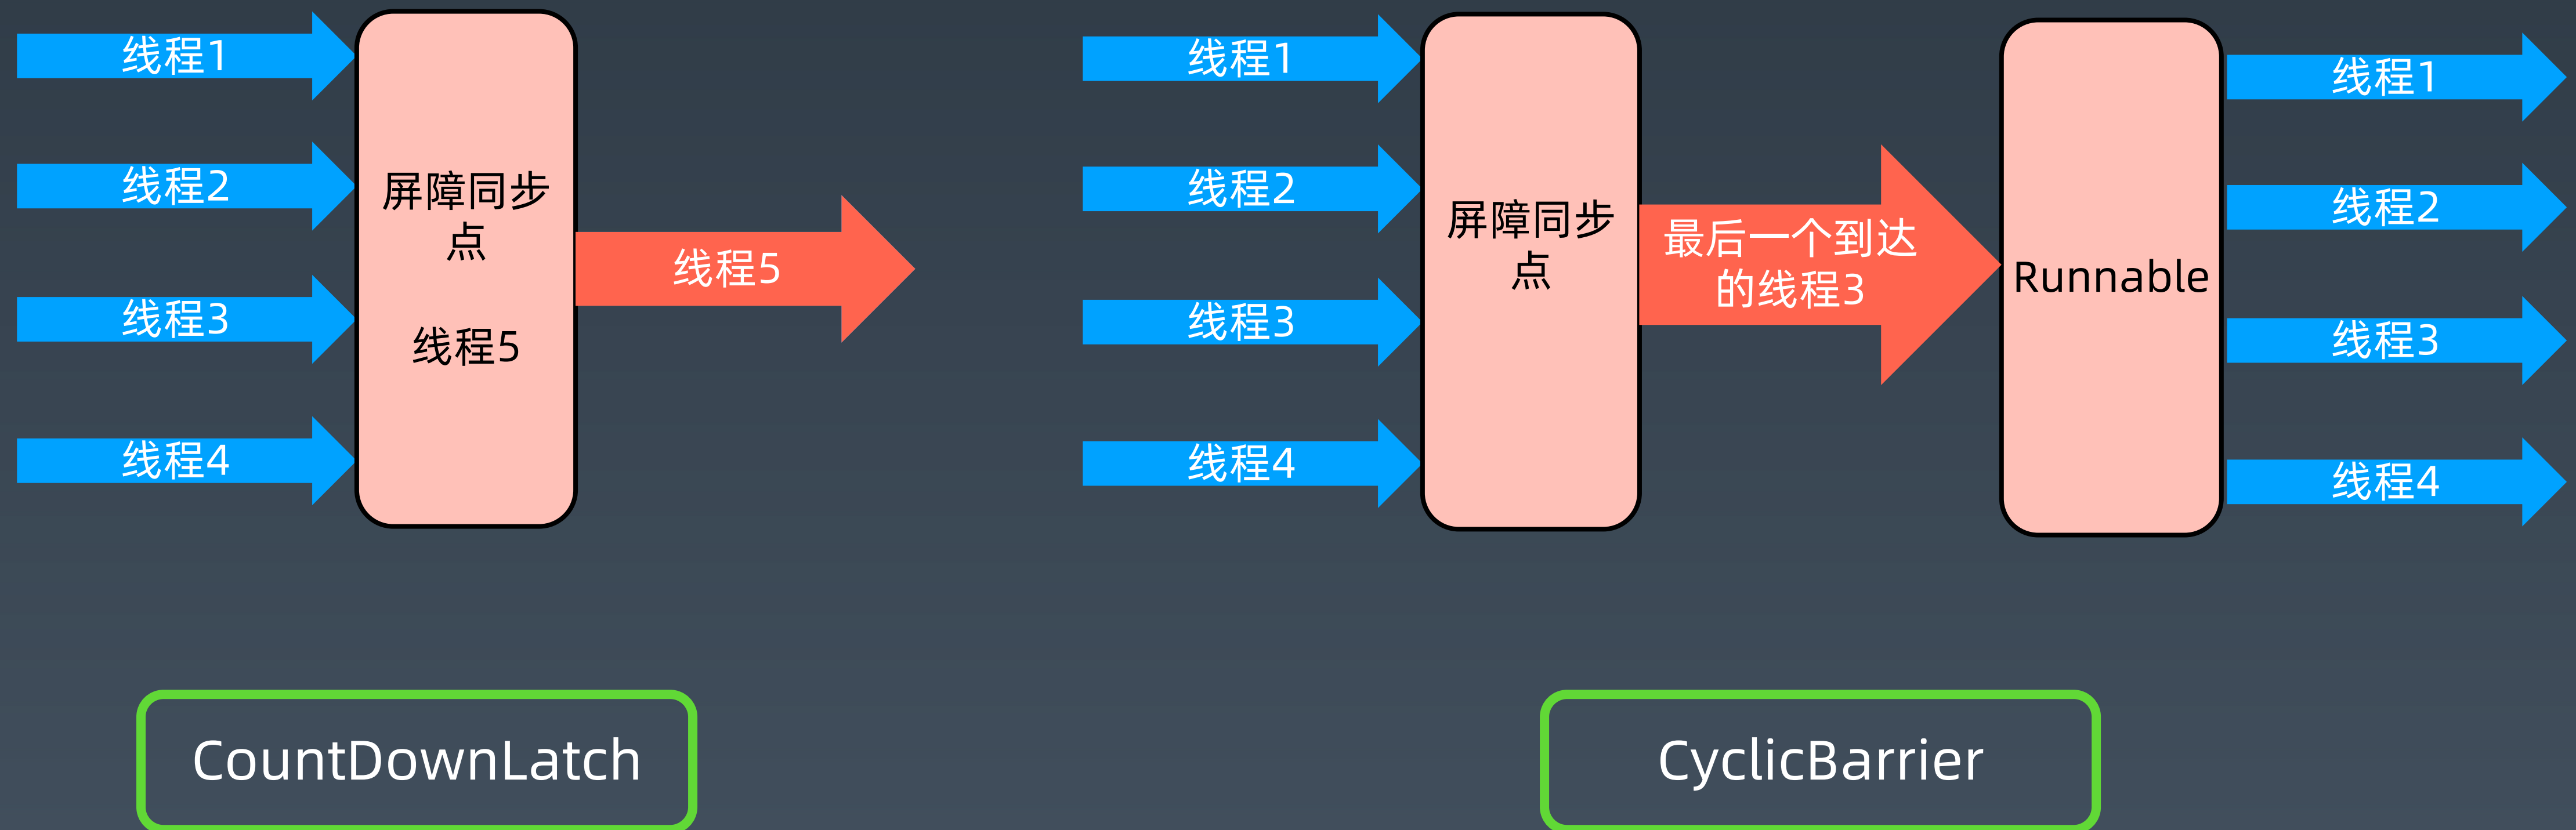 线程1
线程2
线程3
线程4
屏障同步
点
线程5
线程5
CountDownLatch
线程1
线程2
线程3
线程4
屏障同步
点
最后一个到达
的线程3
Runnable
线程1
线程2
线程3
线程4
CyclicBarrier